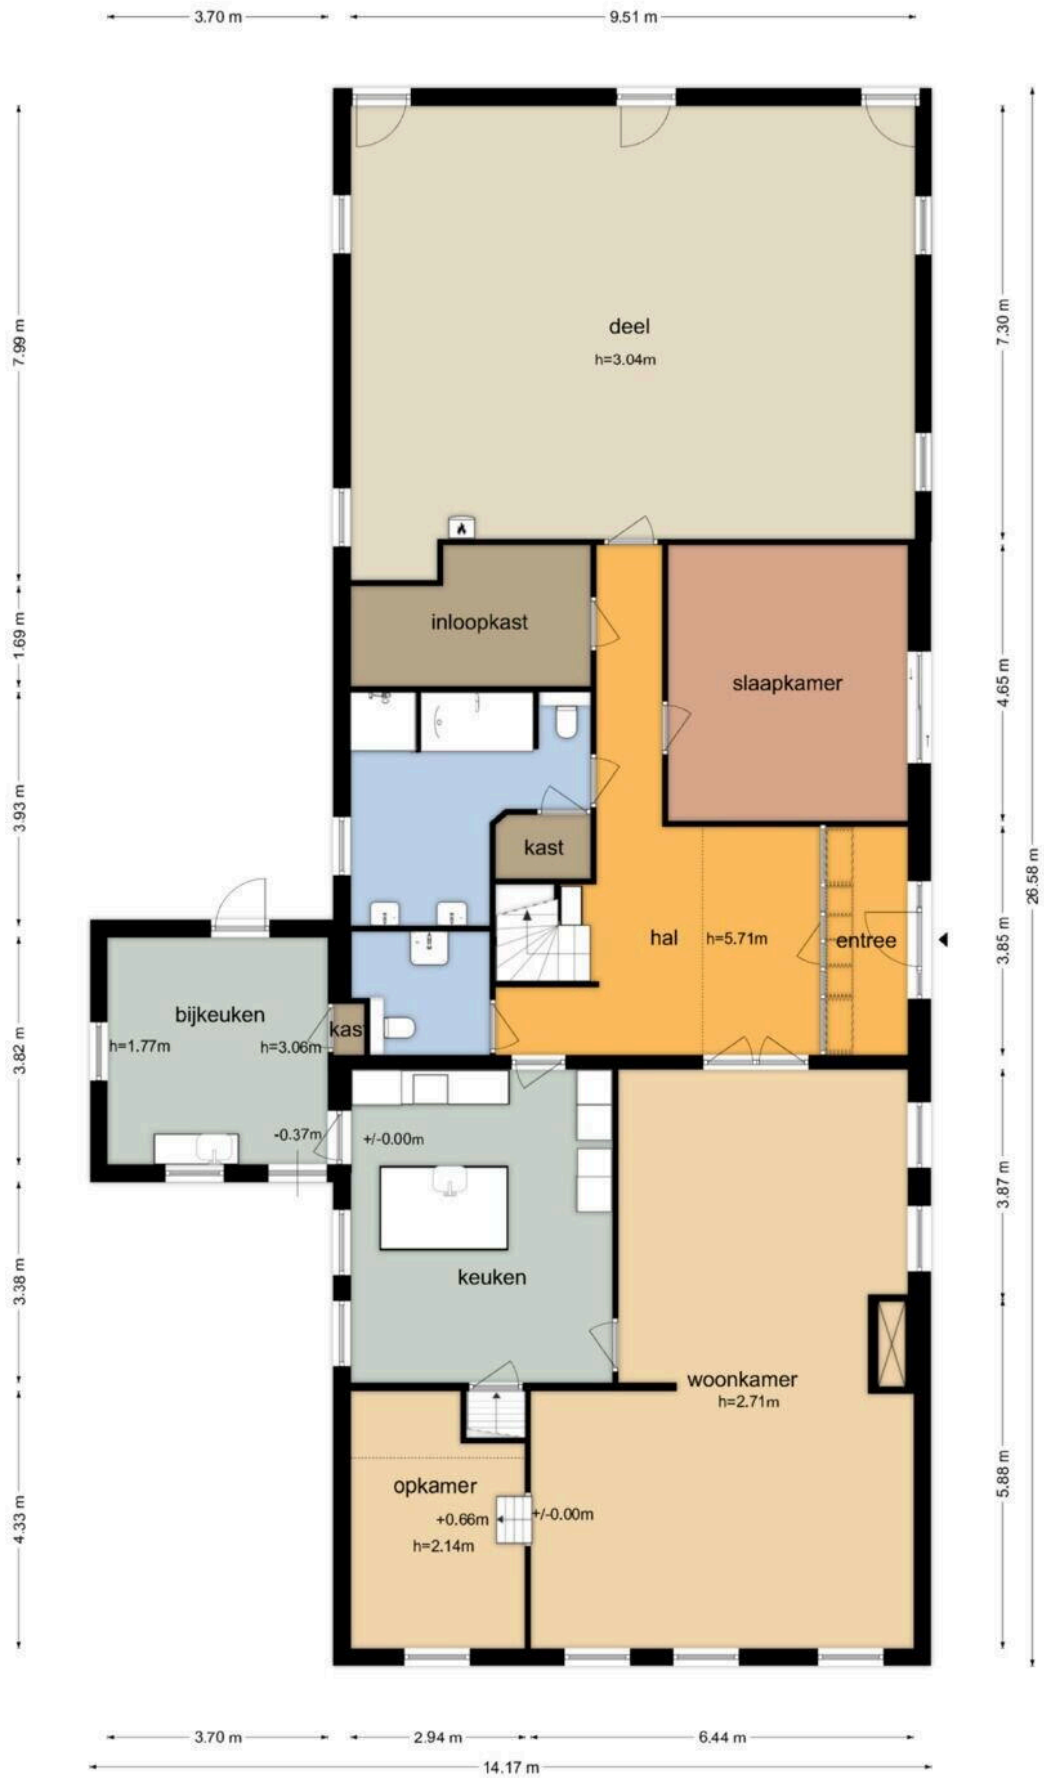 3.70 m
9.51 m
7.99 m
7.30 m
deel
h=3.04m
1.69 m
inloopkast
4.65 m
slaapkamer
3.93 m
kast
26.58 m
hal
h=5.71m
entree
3.85 m
bijkeuken
kas
h=1.77m
h=3.06m
3.82 m
-0.37m
+/-0.00m
3.87 m
keuken
3.38 m
woonkamer
h=2.71m
opkamer
+0.66m
+/-0.00m
h=2.14m
5.88 m
4.33 m
3.70 m
2.94 m
6.44 m
14.17 m